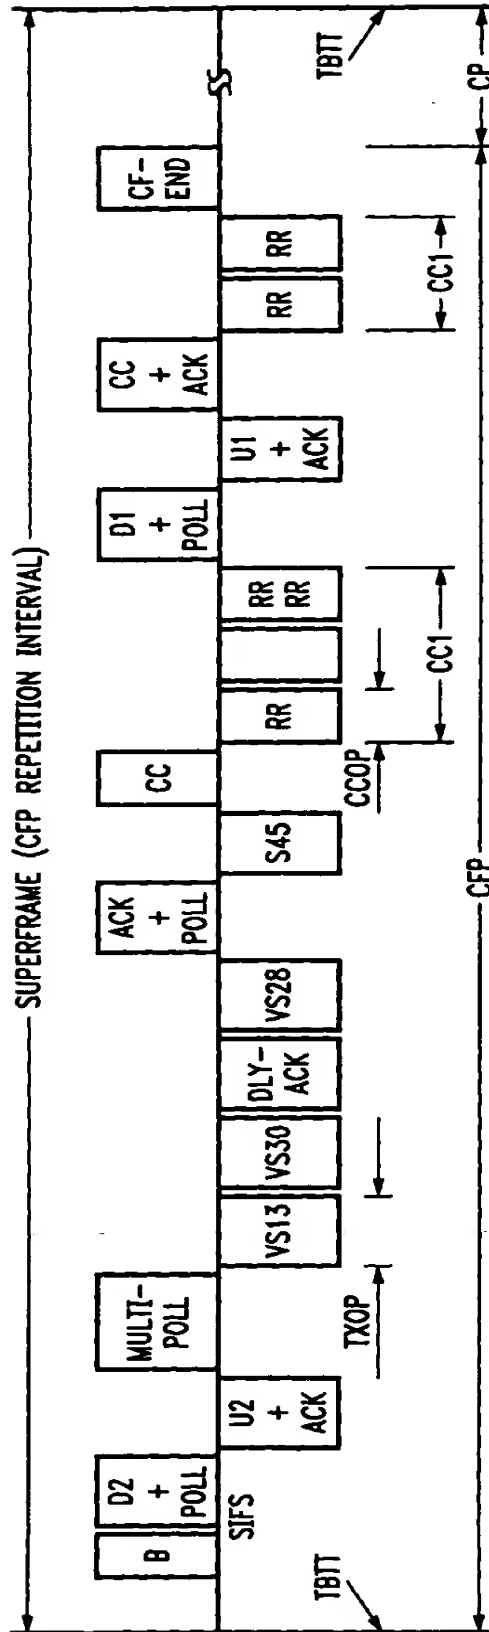 SUPERFRAME (CFP REPETITION INTERVAL)
B
D2
+
POLL
SIFS
U2
+
ACK
MULTI-
POLL
TXOP
VS13
VS30
DLY-
ACK
VS28
ACK
+
POLL
S45
CC
CCOP
RR
RR
RR
CC1
D1
+
POLL
U1
+
ACK
CC
+
ACK
RR
RR
CC1
CF-
END
TBTT
TBTT
CFP
CP